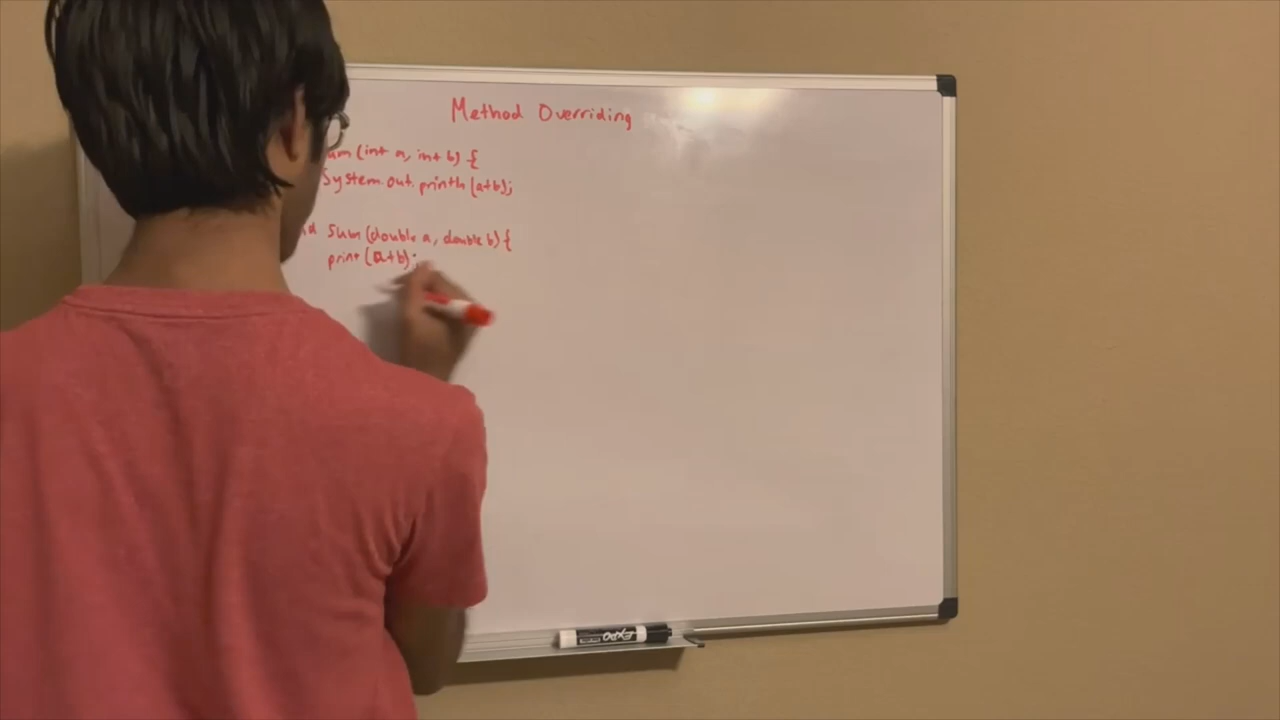 Method Overriding
um (int a, int b) {
System.out.println (a+b);
sum (double a, double b) {
print (a+b);
EXPO